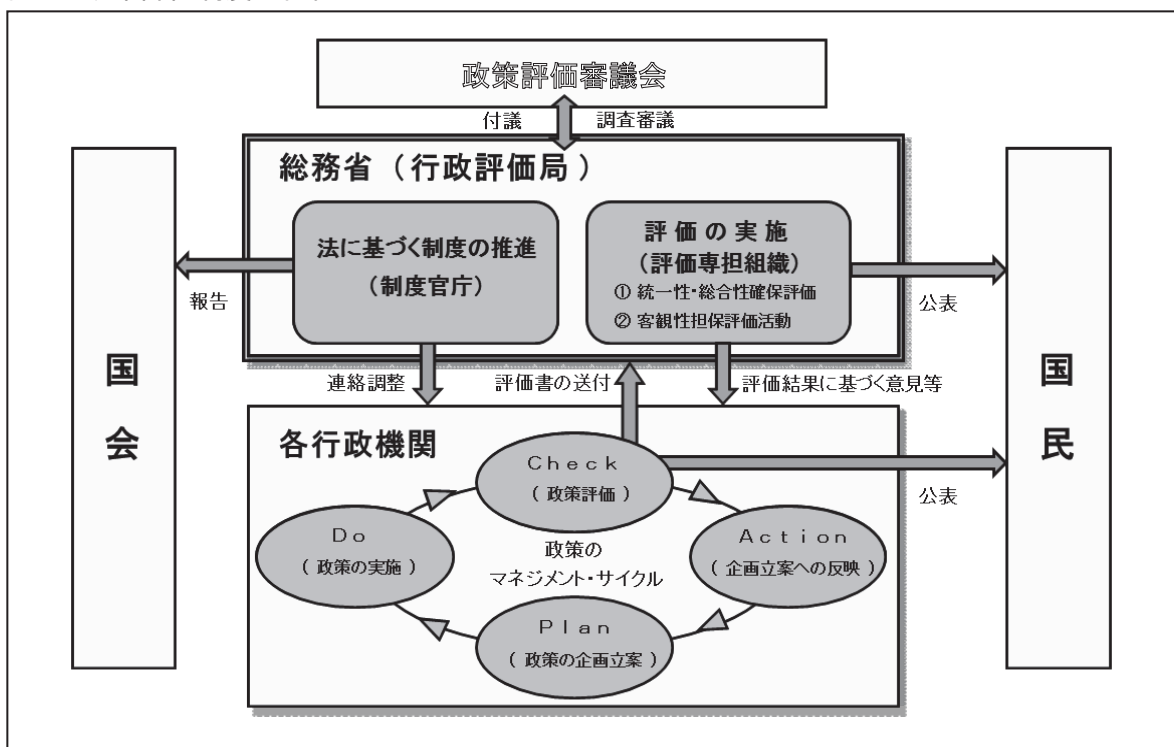 政策評価審議会
付議
調査審議
総務省（行政評価局）
法に基づく制度の推進
（制度官庁）
評価の実施
（評価専担組織）
① 統一性・総合性確保評価
② 客観性担保評価活動
報告
公表
国会
国民
連絡調整
評価書の送付
評価結果に基づく意見等
各行政機関
Check
（政策評価）
公表
Do
（政策の実施）
政策の
マネジメント・サイクル
Action
（企画立案への反映）
Plan
（政策の企画立案）